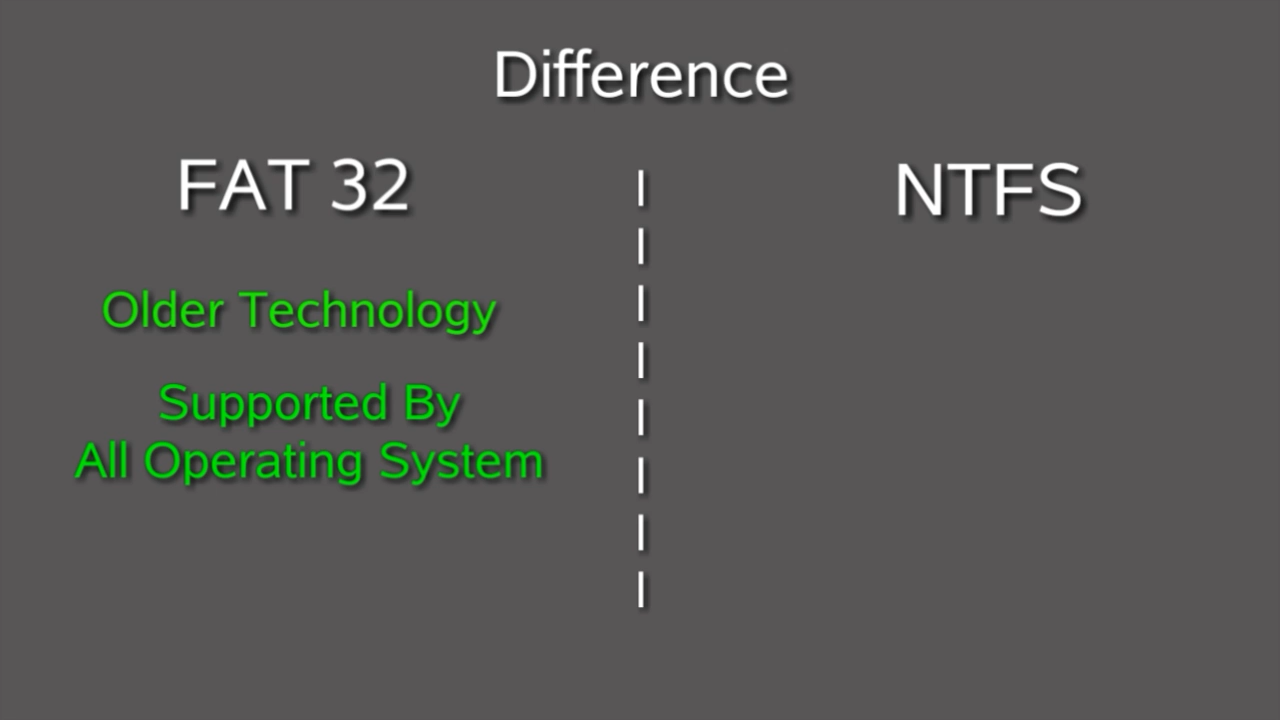 Difference
FAT 32
NTFS
Older Technology
Supported By
All Operating System